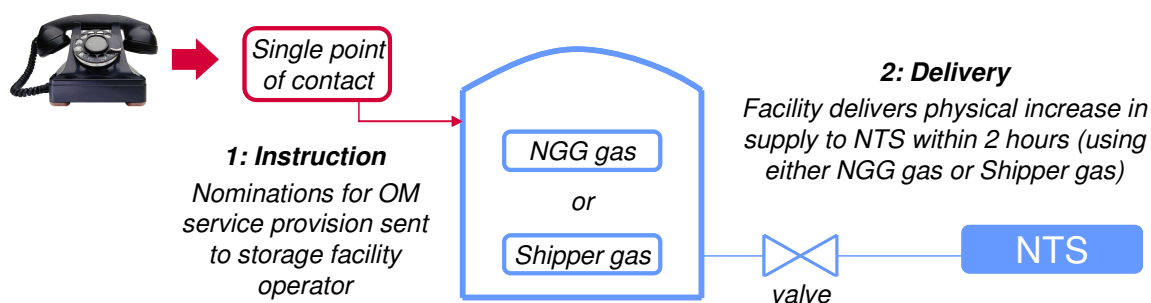 Single point
of contact
1: Instruction
Nominations for OM
service provision sent
to storage facility
operator
NGG gas
or
Shipper gas
2: Delivery
Facility delivers physical increase in
supply to NTS within 2 hours (using
either NGG gas or Shipper gas)
valve
NTS